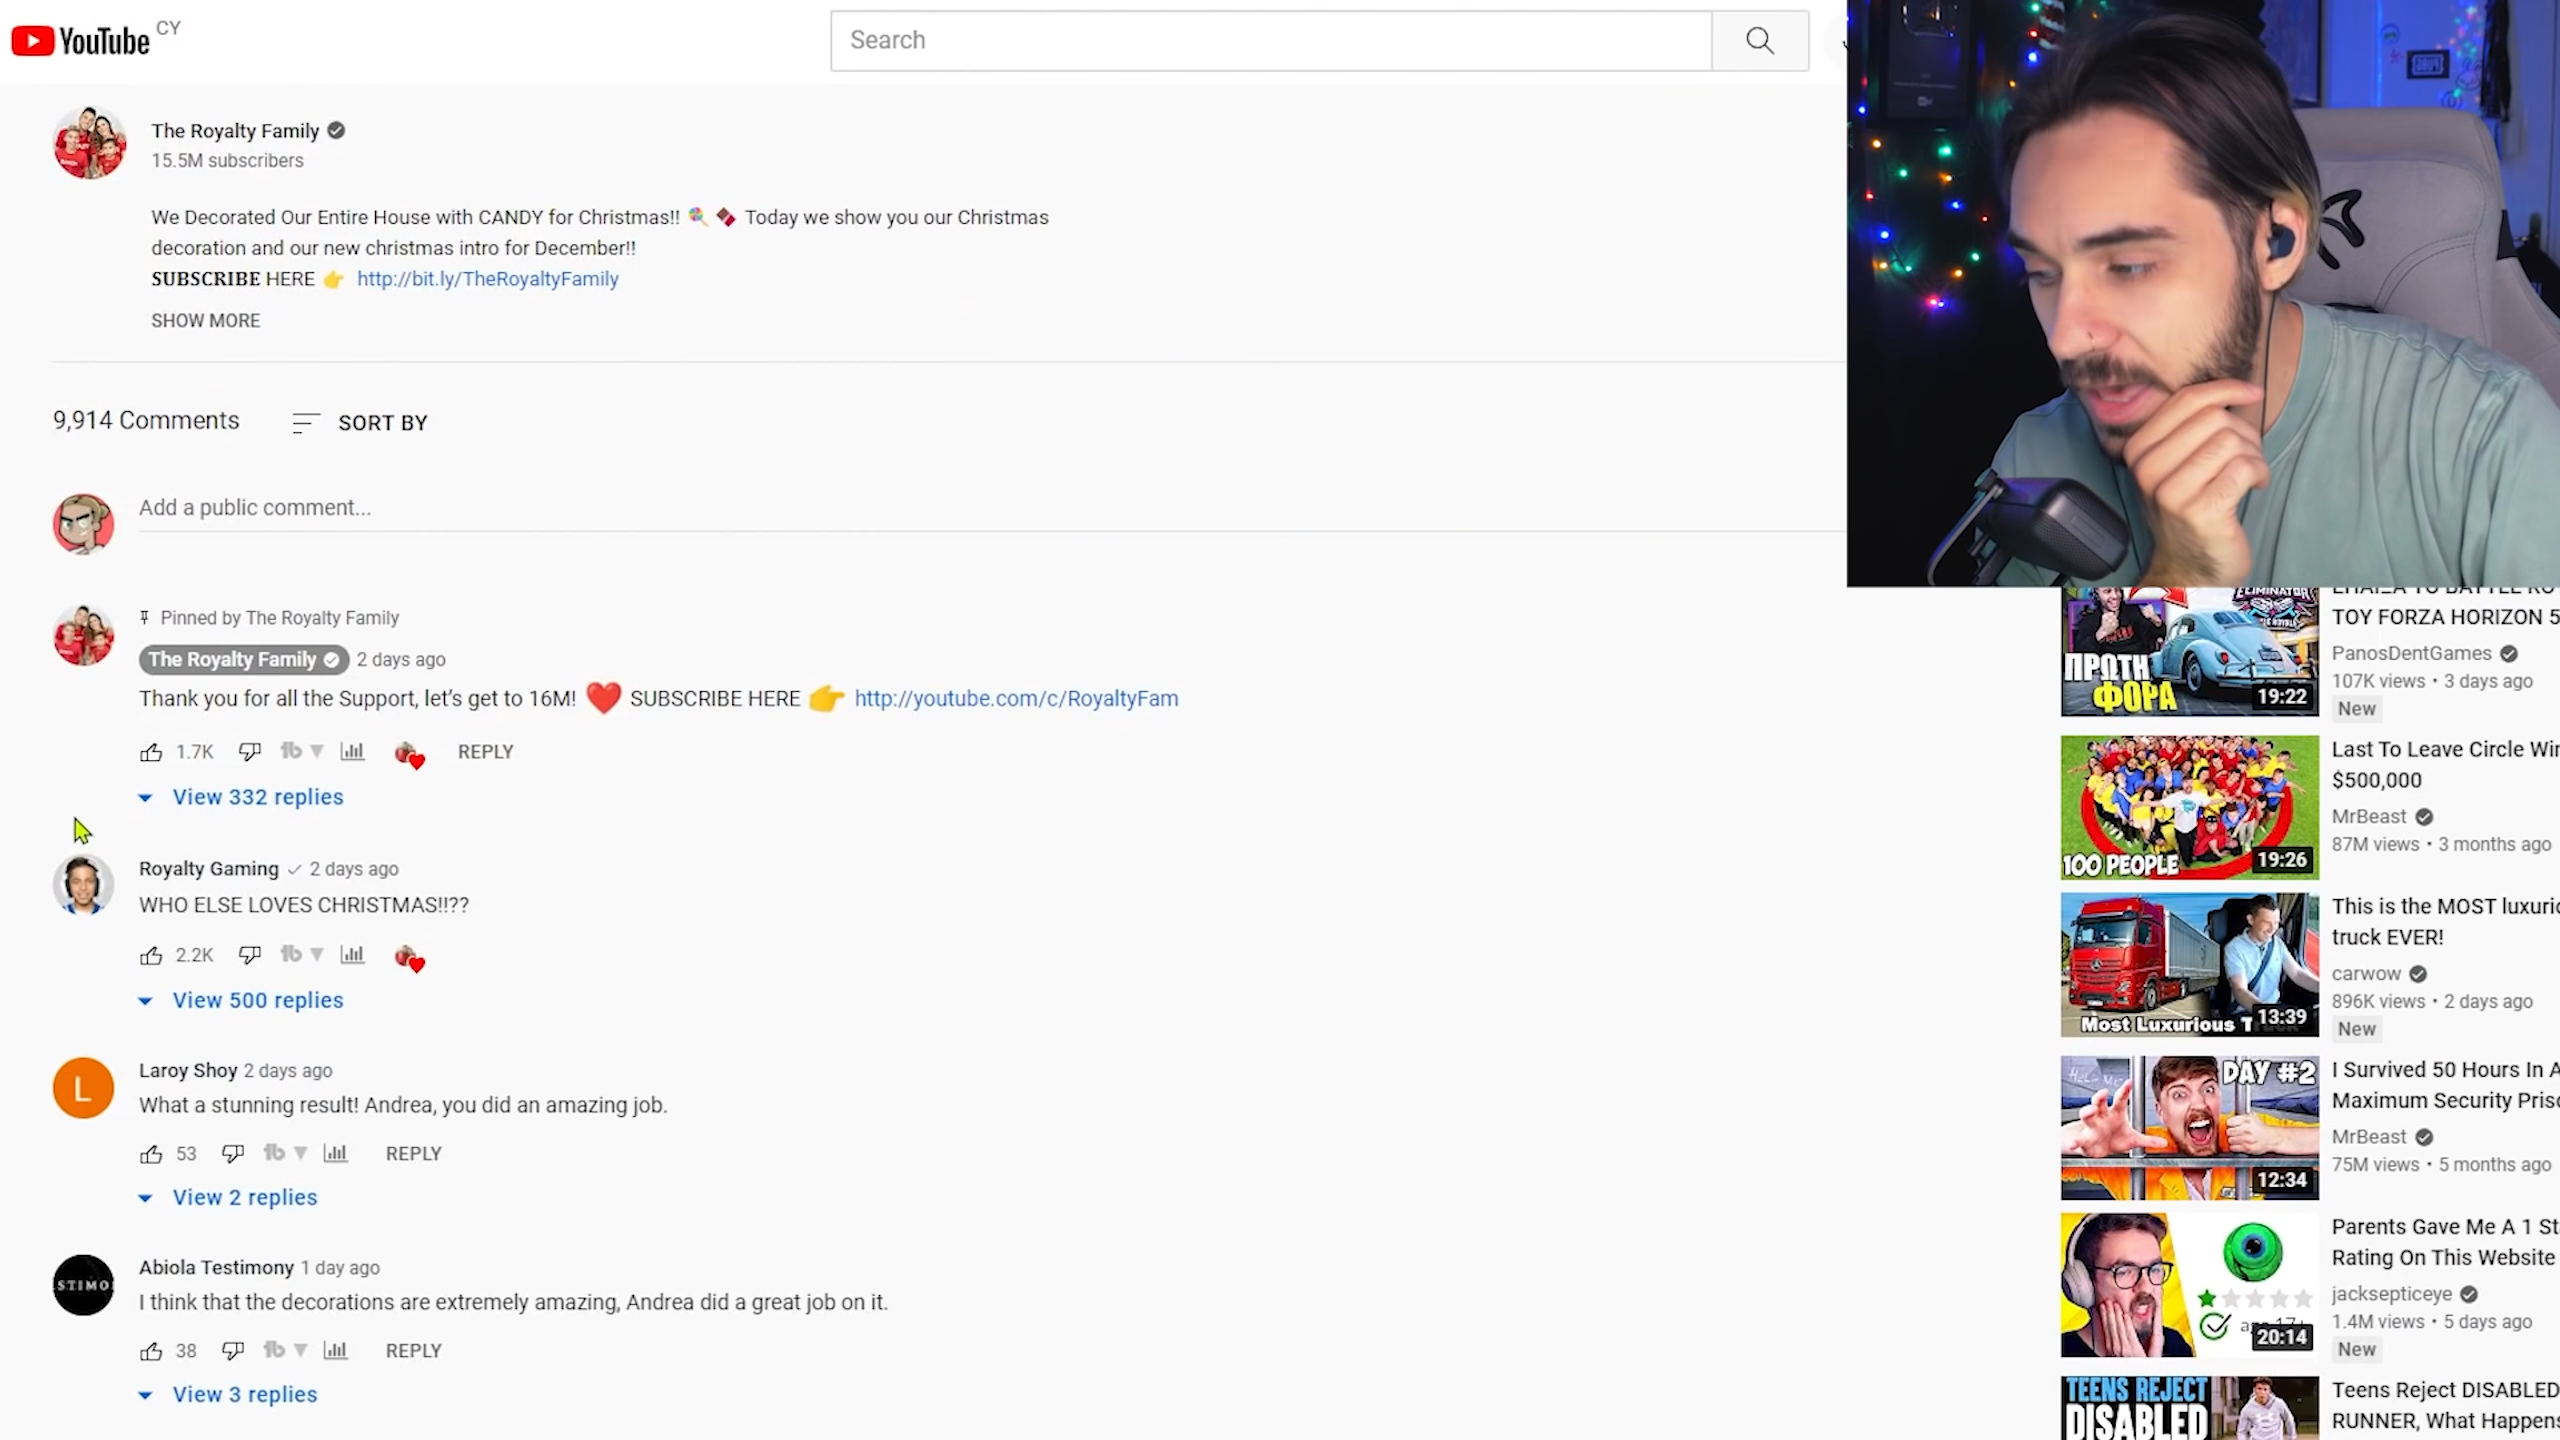 YouTube CY
Search
The Royalty Family
15.5M subscribers
We Decorated Our Entire House with CANDY for Christmas!! 🍭 🍫 Today we show you our Christmas
decoration and our new christmas intro for December!!
SUBSCRIBE HERE 👉 http://bit.ly/TheRoyaltyFamily
SHOW MORE
9,914 Comments SORT BY
Add a public comment...
Pinned by The Royalty Family
The Royalty Family 2 days ago
Thank you for all the Support, let's get to 16M! ❤️ SUBSCRIBE HERE 👉 http://youtube.com/c/RoyaltyFam
1.7K REPLY
View 332 replies
Royalty Gaming 2 days ago
WHO ELSE LOVES CHRISTMAS!!??
2.2K
View 500 replies
L
Laroy Shoy 2 days ago
What a stunning result! Andrea, you did an amazing job.
53 REPLY
View 2 replies
STIMO
Abiola Testimony 1 day ago
I think that the decorations are extremely amazing, Andrea did a great job on it.
38 REPLY
View 3 replies
ELIMINATOR
ΠΡΩΤΗ
ΦΟΡΑ
19:22
TOY FORZA HORIZON 5
PanosDentGames
107K views • 3 days ago
New
100 PEOPLE
19:26
Last To Leave Circle Win
$500,000
MrBeast
87M views • 3 months ago
Most Luxurious T
13:39
This is the MOST luxurio
truck EVER!
carwow
896K views • 2 days ago
New
DAY #2
12:34
I Survived 50 Hours In A
Maximum Security Priso
MrBeast
75M views • 5 months ago
20:14
Parents Gave Me A 1 St
Rating On This Website
jacksepticeye
1.4M views • 5 days ago
New
TEENS REJECT
DISABLED
Teens Reject DISABLED
RUNNER, What Happens